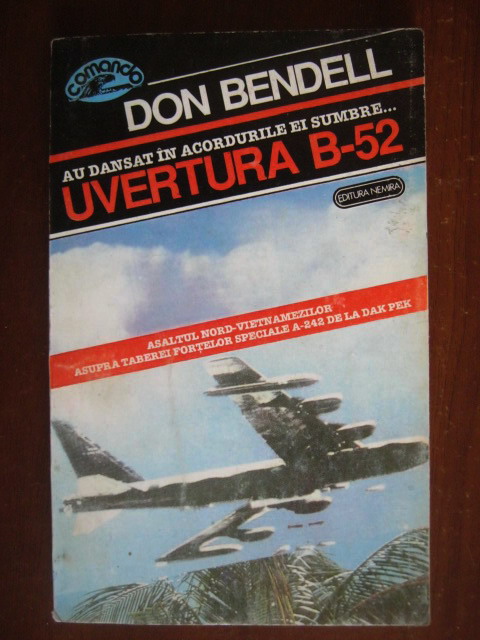 comando
DON BENDELL
AU DANSAT ÎN ACORDURILE EI SUMBRE...
UVERTURA B-52
EDITURA NEMIRA
ASALTUL NORD-VIETNAMEZILOR
ASUPRA TABEREI FORȚELOR SPECIALE A-242 DE LA DAK PEK